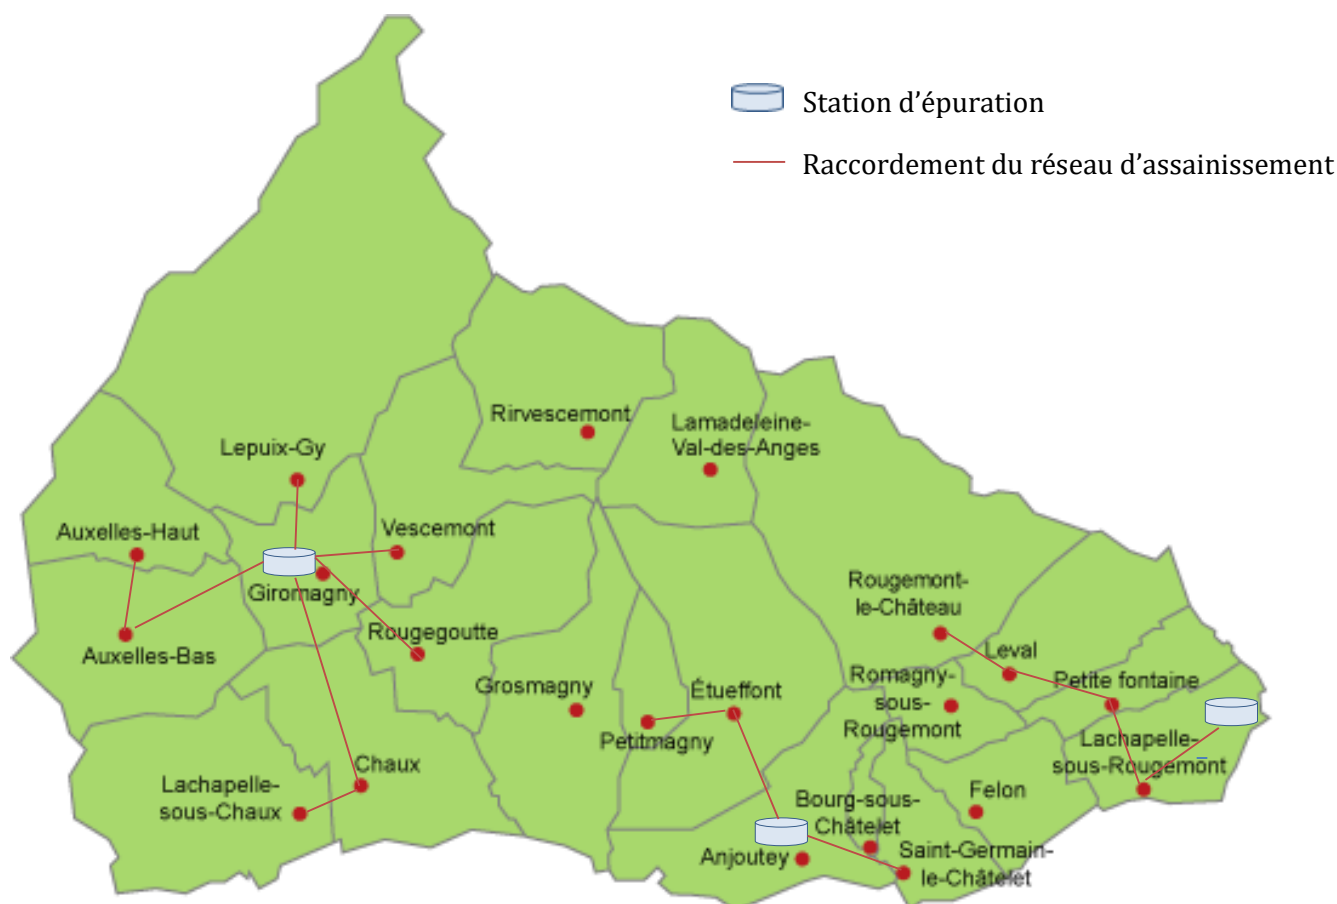 Station d’épuration
Raccordement du réseau d’assainissement
Rirvescemont
Lamadeleine-
Val-des-Anges
Lepuix-Gy
Auxelles-Haut
Vescemont
Giromagny
Rougegoutte
Auxelles-Bas
Rougemont-
le-Château
Leval
Petite fontaine
Romagny-
sous-
Rougemont
Grosmagny
Étueffont
Petitmagny
Lachapelle-
sous-Rougemont
Chaux
Lachapelle-
sous-Chaux
Felon
Bourg-sous-
Châtelet
Anjoutey
Saint-Germain-
le-Châtelet